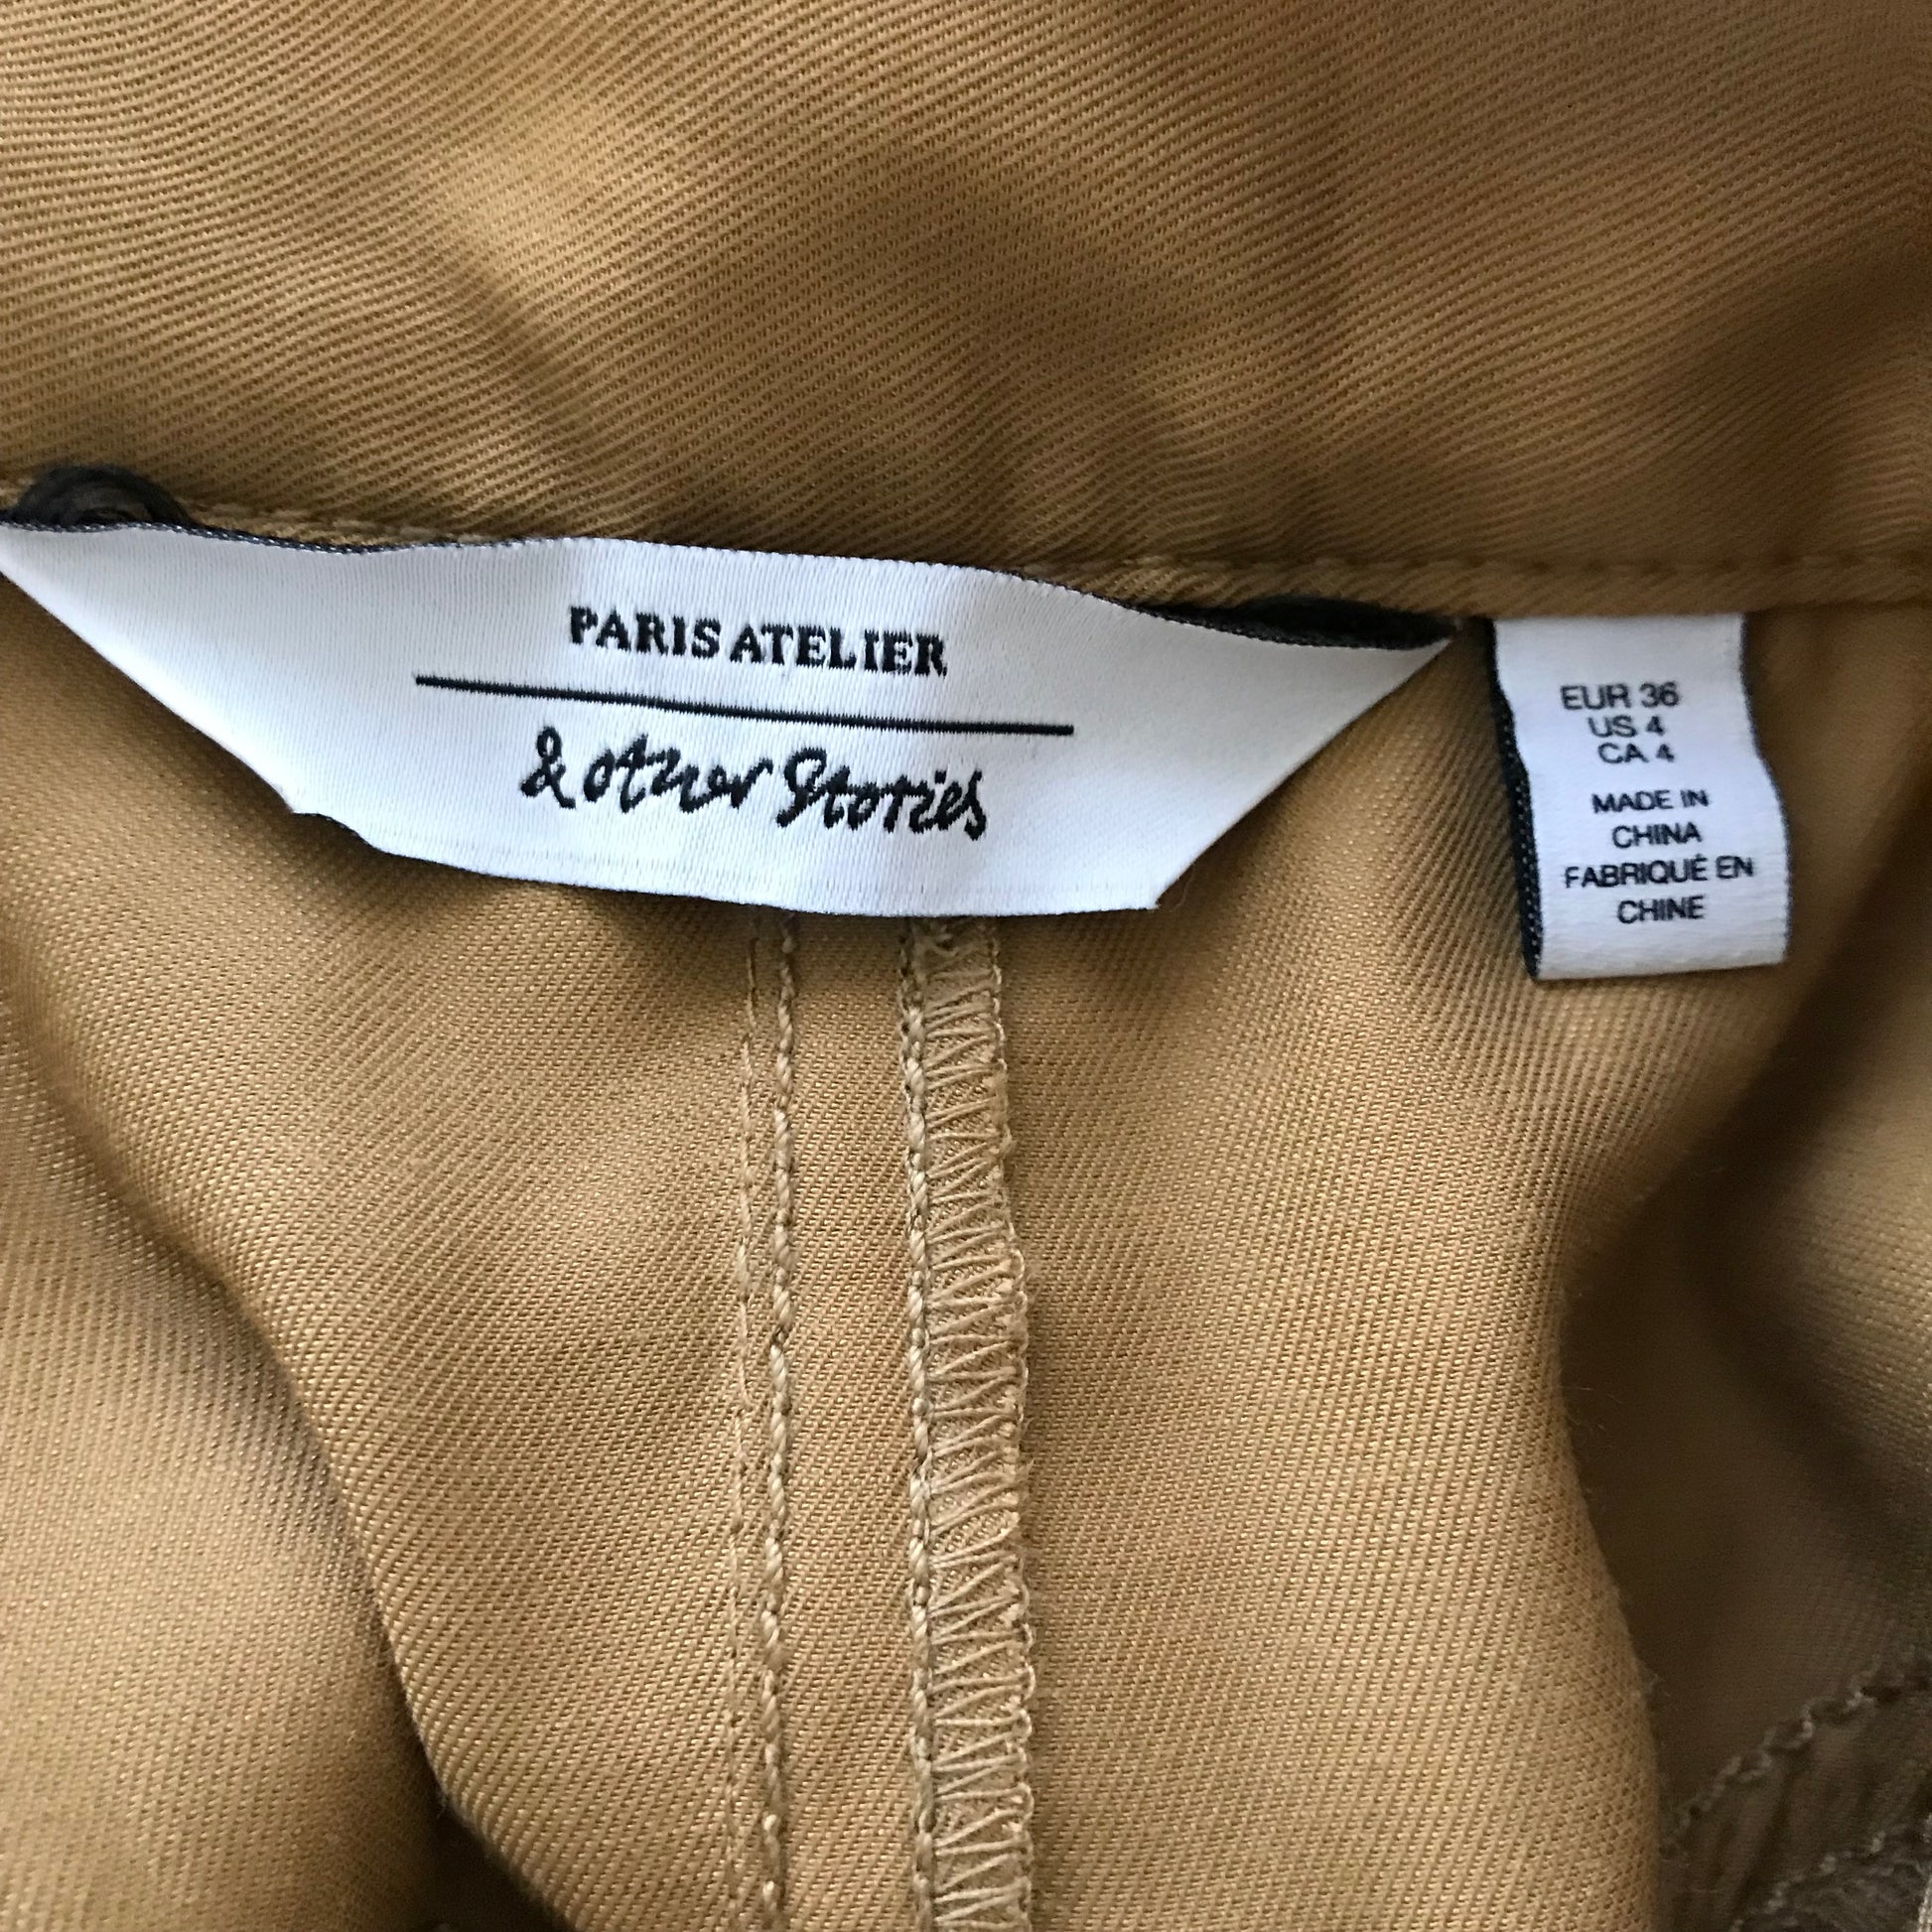 PARIS ATELIER
& other Stories
EUR 36
US 4
CA 4
MADE IN
CHINA
FABRIQUÉ EN
CHINE